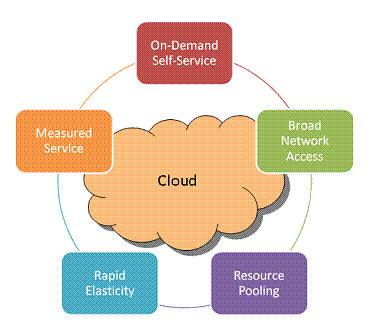 On-Demand
Self-Service
Broad
Network
Access
Resource
Pooling
Rapid
Elasticity
Measured
Service
Cloud